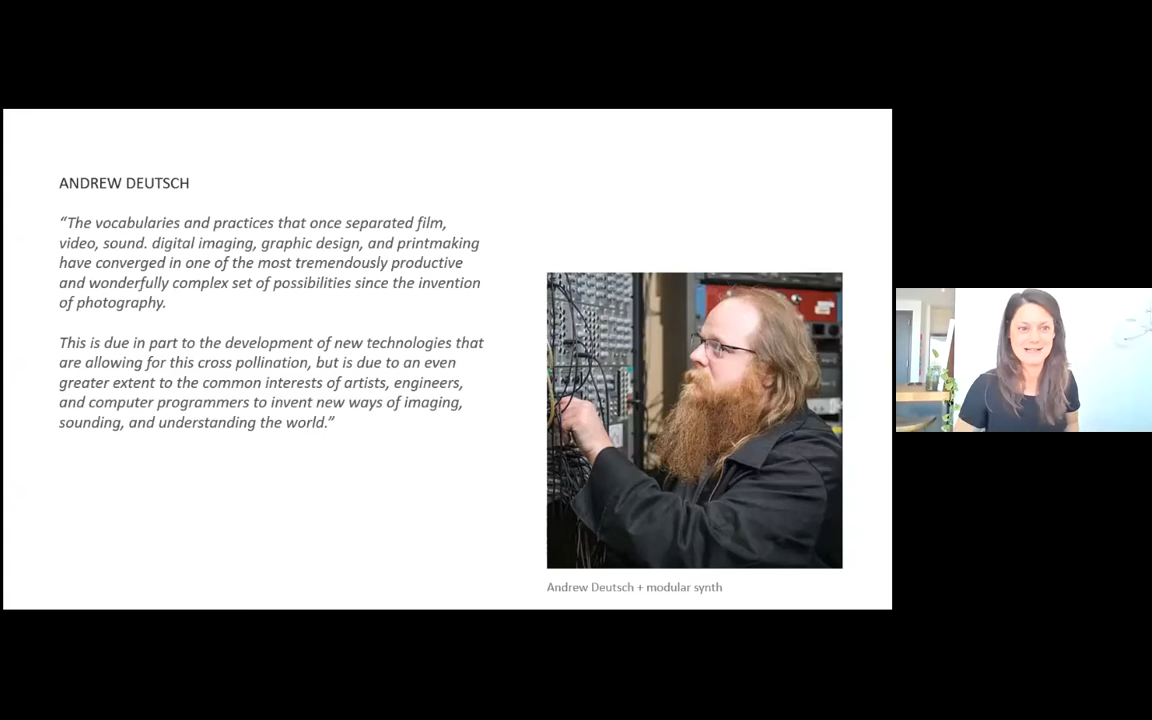 ANDREW DEUTSCH
“The vocabularies and practices that once separated film,
video, sound. digital imaging, graphic design, and printmaking
have converged in one of the most tremendously productive
and wonderfully complex set of possibilities since the invention
of photography.
This is due in part to the development of new technologies that
are allowing for this cross pollination, but is due to an even
greater extent to the common interests of artists, engineers,
and computer programmers to invent new ways of imaging,
sounding, and understanding the world.”
Andrew Deutsch + modular synth